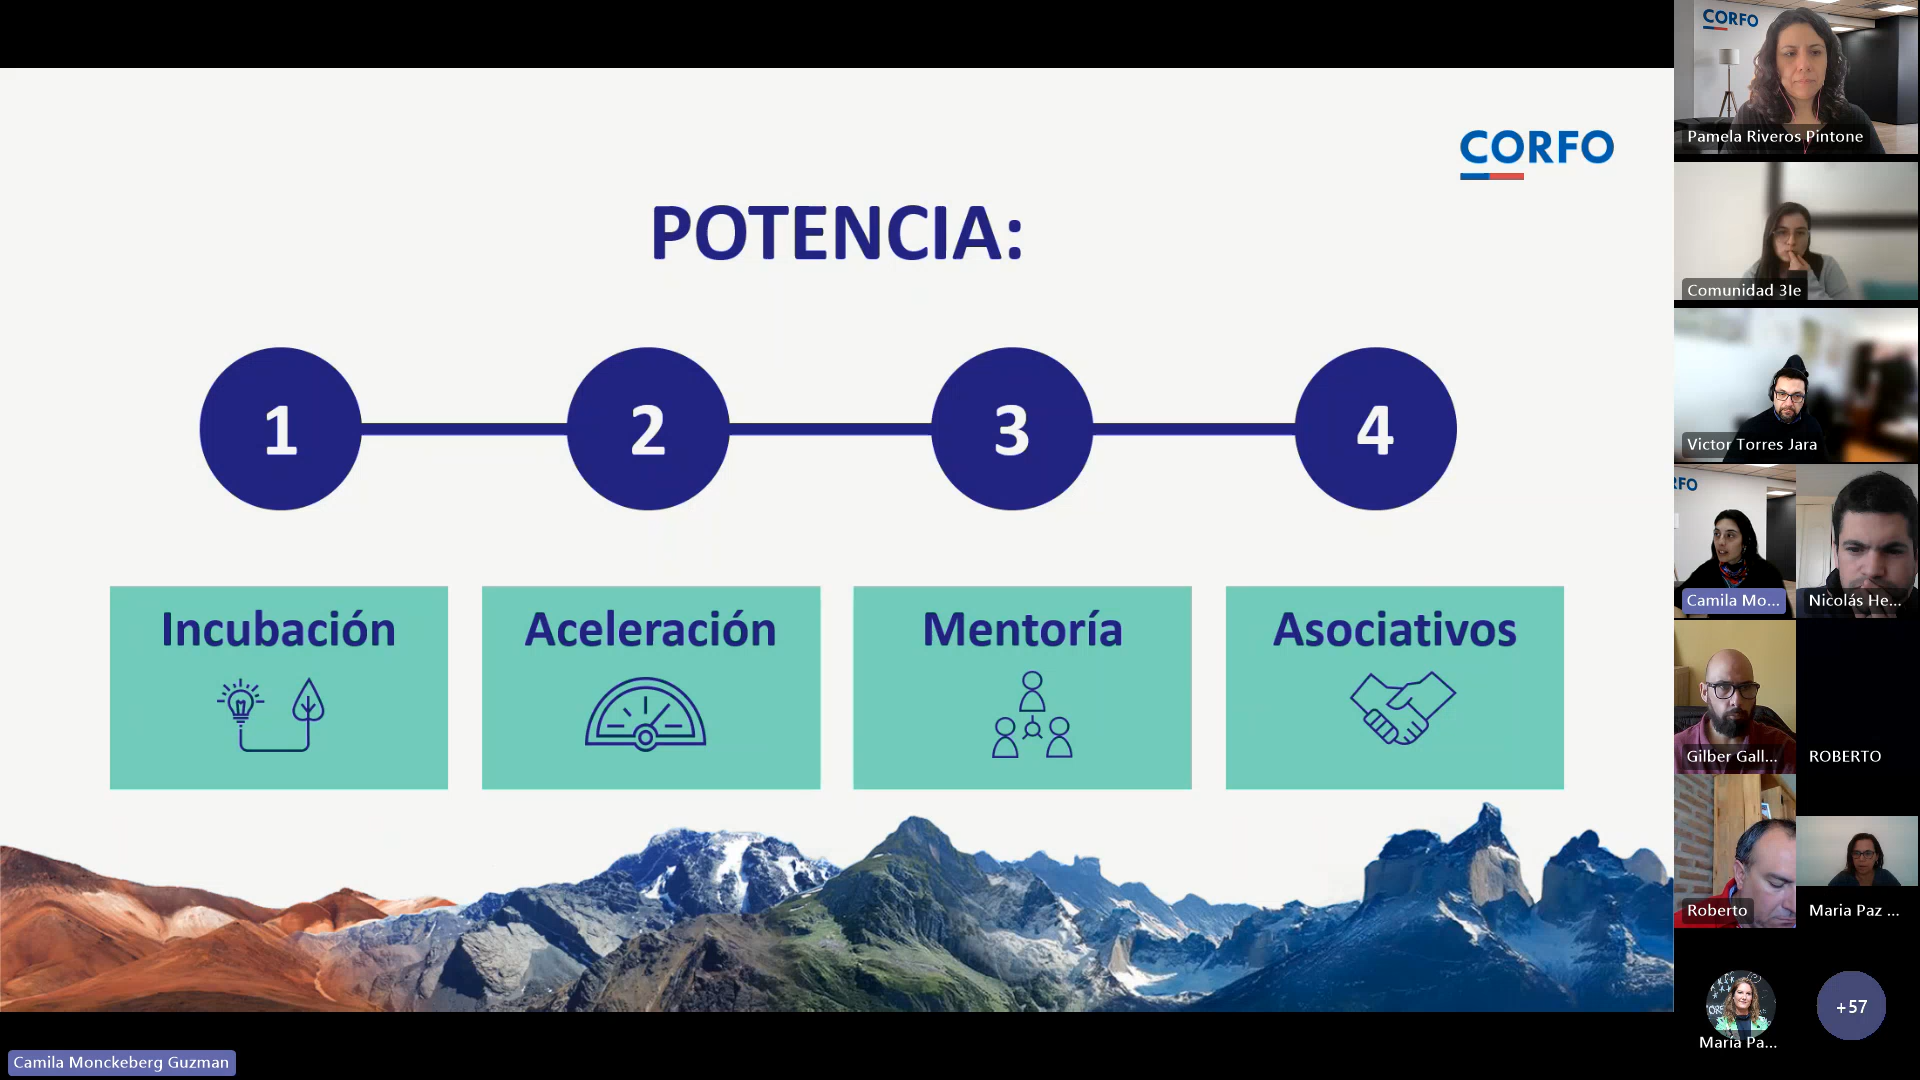 CORFO
POTENCIA:
1
2
3
4
Incubación
Aceleración
Mentoría
Asociativos
Camila Monckeberg Guzman
CORFO
Pamela Riveros Pintone
Comunidad 3Ie
Victor Torres Jara
RFO
Camila Mo...
Nicolás He...
Gilber Gall...
ROBERTO
Roberto
Maria Paz ...
María Pa...
+57